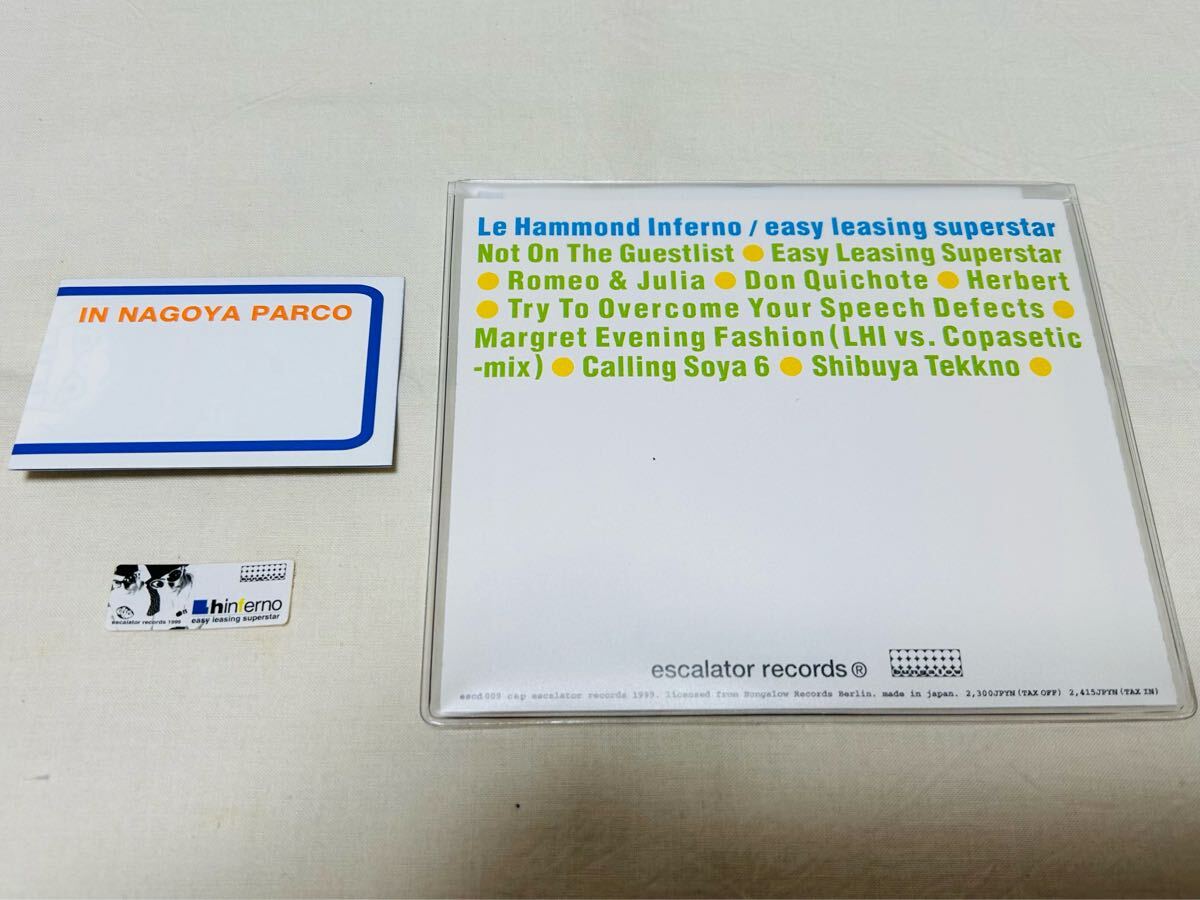 IN NAGOYA PARCO
hinferno
escalator records 1999
easy leasing superstar
Le Hammond Inferno / easy leasing superstar
Not On The Guestlist ● Easy Leasing Superstar
● Romeo & Julia ● Don Quichote ● Herbert
● Try To Overcome Your Speech Defects ●
Margret Evening Fashion(LHI vs. Copasetic
-mix) ● Calling Soya 6 ● Shibuya Tekkno ●
escalator records®
escd009 c&p escalator records 1999. licensed from Bungalow Records Berlin. made in japan. 2,300JPYN(TAX OFF) 2,415JPYN(TAX IN)